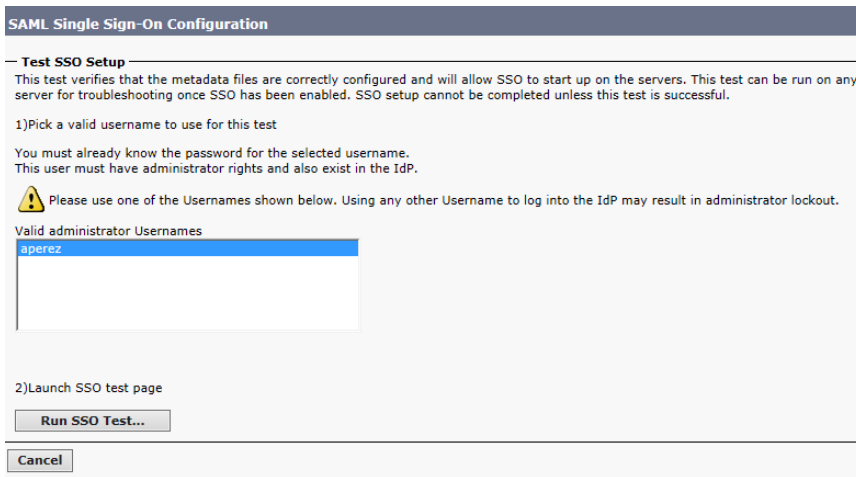 SAML Single Sign-On Configuration
Test SSO Setup
This test verifies that the metadata files are correctly configured and will allow SSO to start up on the servers. This test can be run on any
server for troubleshooting once SSO has been enabled. SSO setup cannot be completed unless this test is successful.
1)Pick a valid username to use for this test
You must already know the password for the selected username.
This user must have administrator rights and also exist in the IdP.
Please use one of the Usernames shown below. Using any other Username to log into the IdP may result in administrator lockout.
Valid administrator Usernames
aperez
2)Launch SSO test page
Run SSO Test...
Cancel